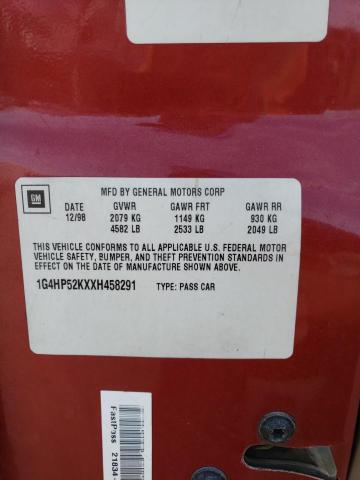 MFD BY GENERAL MOTORS CORP
GM
DATE GVWR GAWR FRT GAWR RR
12/98 2079 KG 1149 KG 930 KG
4582 LB 2533 LB 2049 LB
THIS VEHICLE CONFORMS TO ALL APPLICABLE U.S. FEDERAL MOTOR
VEHICLE SAFETY, BUMPER, AND THEFT PREVENTION STANDARDS IN
EFFECT ON THE DATE OF MANUFACTURE SHOWN ABOVE.
1G4HP52KXXH458291 TYPE: PASS CAR
FastPass 21834